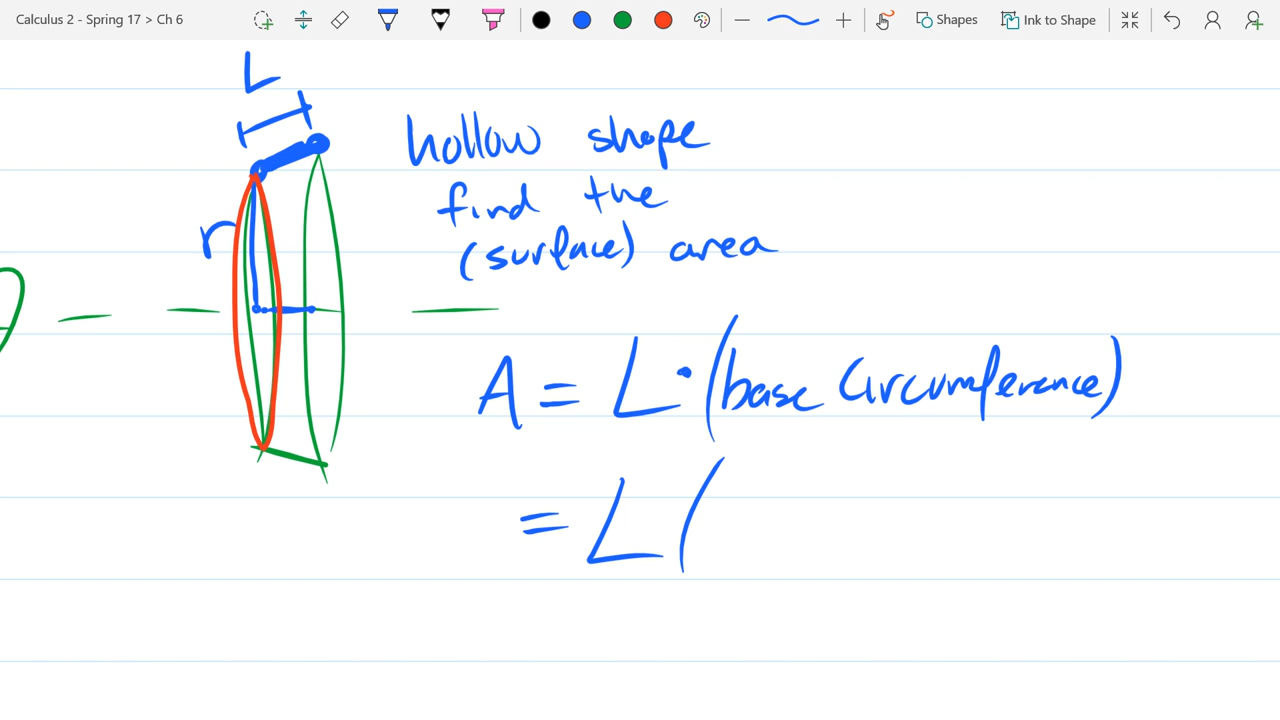 Calculus 2 - Spring 17 > Ch 6
Shapes
Ink to Shape
L
hollow shape
find the
(surface) area
r
A = L · (base circumference)
= L (